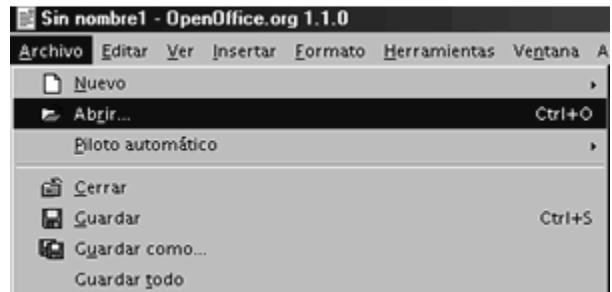 Sin nombre1 - OpenOffice.org 1.1.0
Archivo Editar Ver Insertar Formato Herramientas Ventana A
Nuevo
Abrir... Ctrl+O
Piloto automático
Cerrar
Guardar Ctrl+S
Guardar como...
Guardar todo